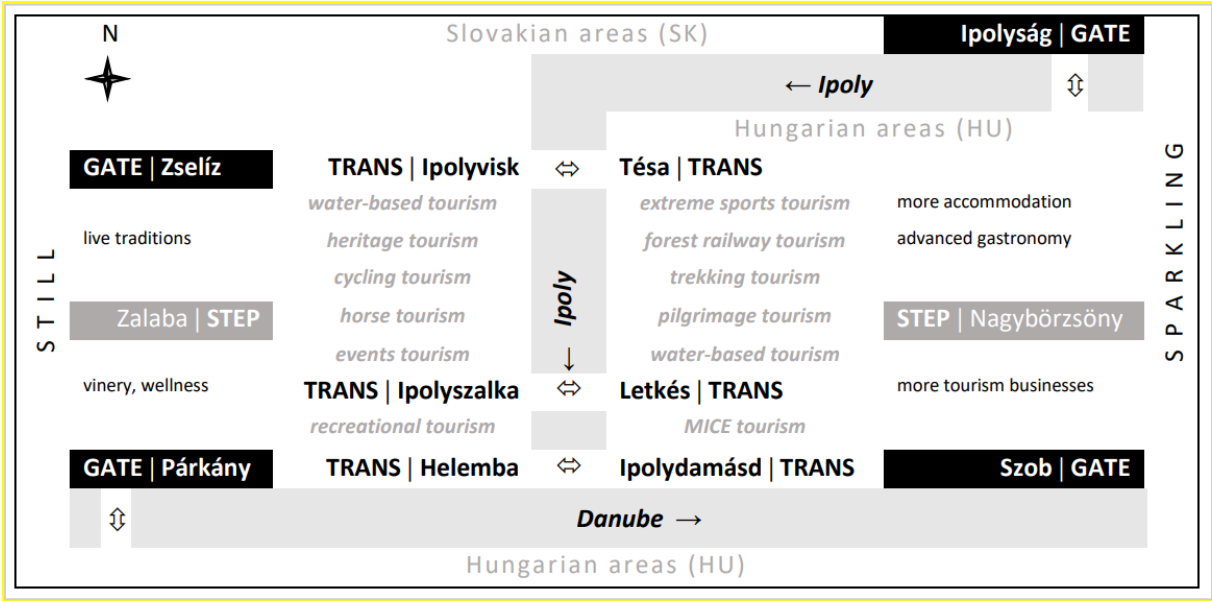 N
Slovakian areas (SK)
Ipolyság | GATE
← Ipoly
⇳
Hungarian areas (HU)
GATE | Zselíz
TRANS | Ipolyvisk
⬄
Tésa | TRANS
water-based tourism
extreme sports tourism
more accommodation
live traditions
heritage tourism
forest railway tourism
advanced gastronomy
cycling tourism
trekking tourism
STILL
Ipoly
↓
SPARKLING
Zalaba | STEP
horse tourism
pilgrimage tourism
STEP | Nagybörzsöny
events tourism
water-based tourism
vinery, wellness
TRANS | Ipolyszalka
⬄
Letkés | TRANS
more tourism businesses
recreational tourism
MICE tourism
GATE | Párkány
TRANS | Helemba
⬄
Ipolydamásd | TRANS
Szob | GATE
⇳
Danube →
Hungarian areas (HU)